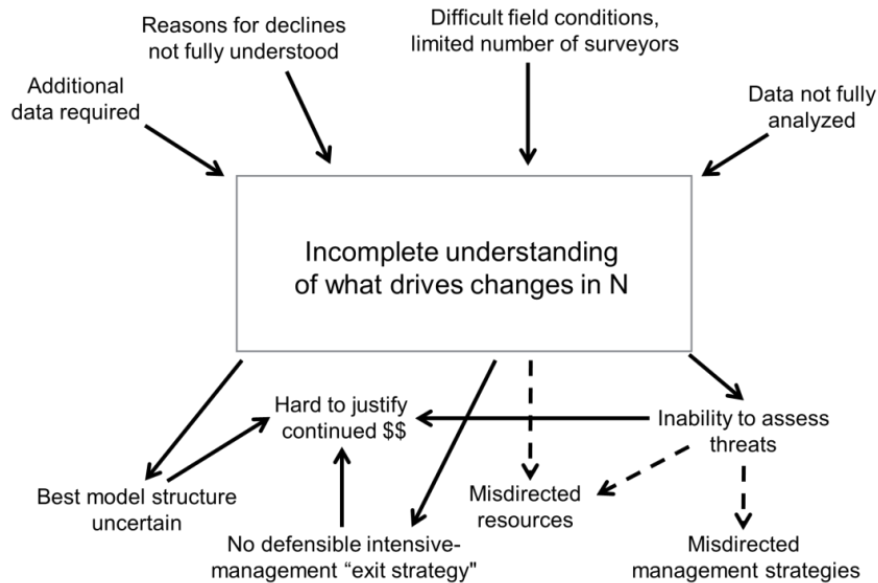 Reasons for declines
not fully understood
Difficult field conditions,
limited number of surveyors
Additional
data required
Data not fully
analyzed
Incomplete understanding
of what drives changes in N
Hard to justify
continued $$
Inability to assess
threats
Best model structure
uncertain
Misdirected
resources
No defensible intensive-
management “exit strategy"
Misdirected
management strategies